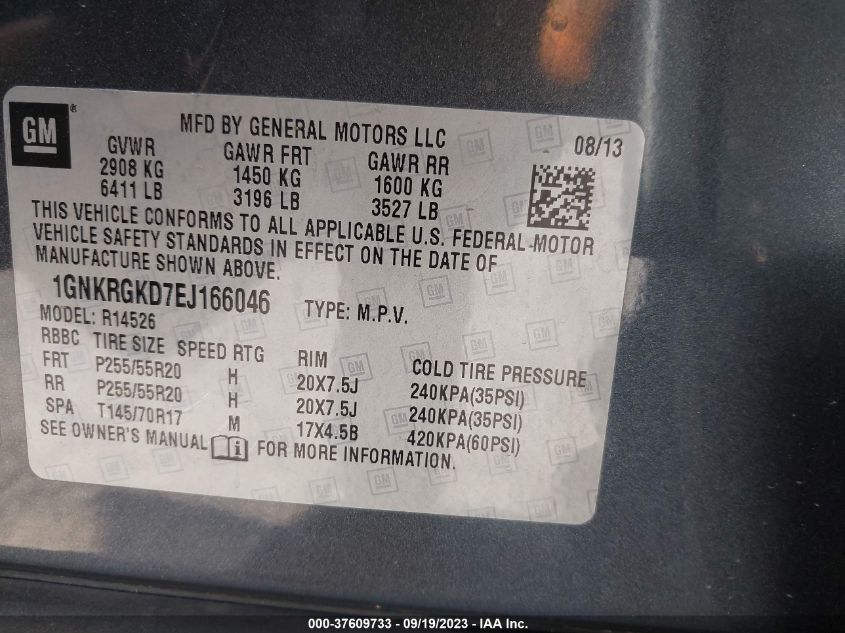 GM
MFD BY GENERAL MOTORS LLC
08/13
GVWR GAWR FRT GAWR RR
2908 KG 1450 KG 1600 KG
6411 LB 3196 LB 3527 LB
THIS VEHICLE CONFORMS TO ALL APPLICABLE U.S. FEDERAL MOTOR
VEHICLE SAFETY STANDARDS IN EFFECT ON THE DATE OF
MANUFACTURE SHOWN ABOVE.
1GNKRGKD7EJ166046 TYPE: M.P.V.
MODEL: R14526
RBBC TIRE SIZE SPEED RTG RIM COLD TIRE PRESSURE
FRT P255/55R20 H 20X7.5J 240KPA(35PSI)
RR P255/55R20 H 20X7.5J 240KPA(35PSI)
SPA T145/70R17 M 17X4.5B 420KPA(60PSI)
SEE OWNER'S MANUAL FOR MORE INFORMATION.
000-37609733 - 09/19/2023 - IAA Inc.